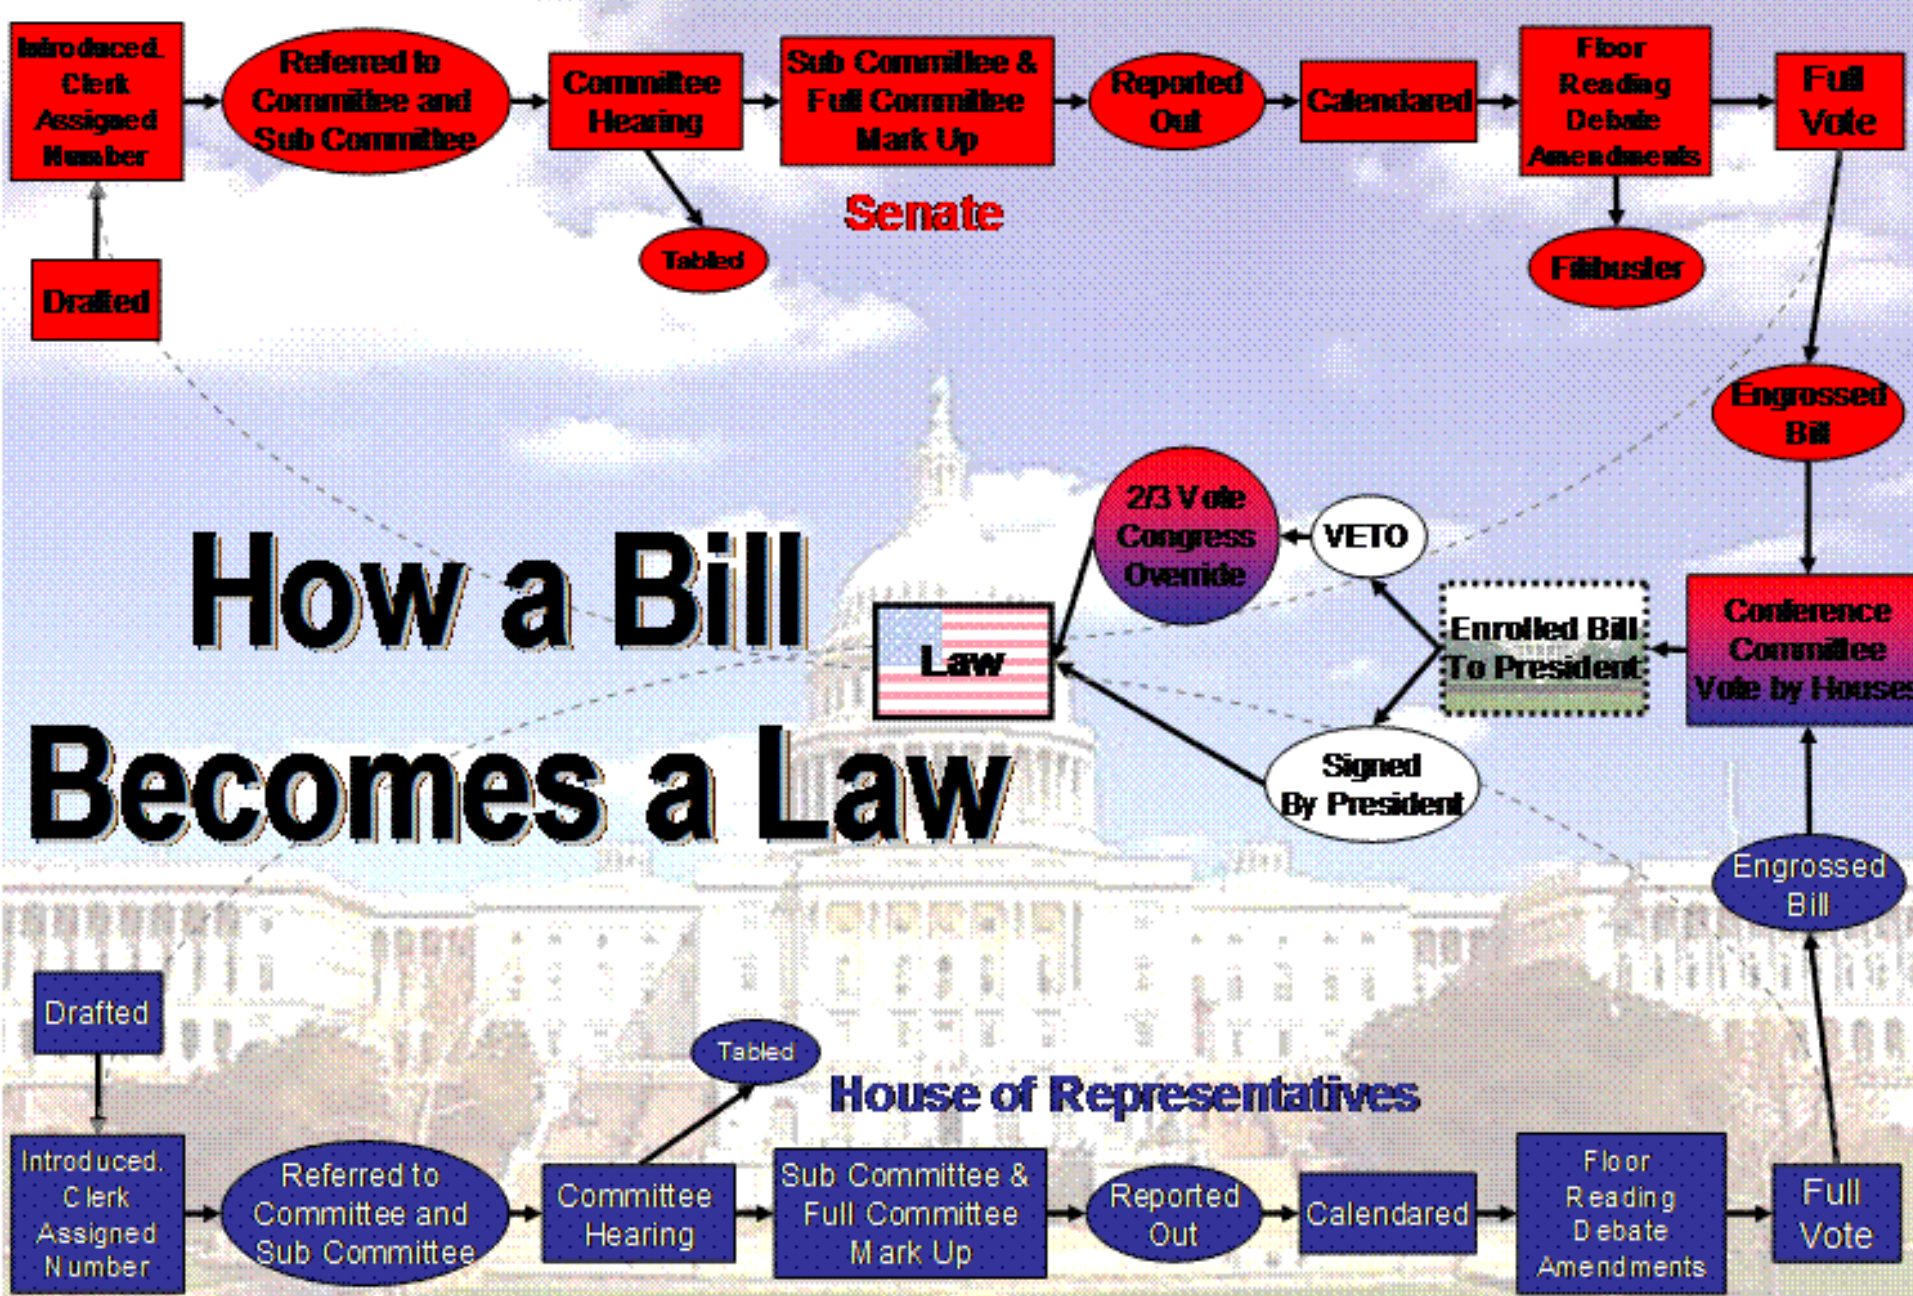 Introduced.
Clerk
Assigned
Number
Referred to
Committee and
Sub Committee
Committee
Hearing
Sub Committee &
Full Committee
Mark Up
Reported
Out
Calendared
Floor
Reading
Debate
Amendments
Full
Vote
Senate
Tabled
Filibuster
Drafted
Engrossed
Bill
How a Bill
Becomes a Law
2/3 Vote
Congress
Override
VETO
Law
Enrolled Bill
To President
Conference
Committee
Vote by Houses
Signed
By President
Engrossed
Bill
Drafted
Tabled
House of Representatives
Introduced.
Clerk
Assigned
Number
Referred to
Committee and
Sub Committee
Committee
Hearing
Sub Committee &
Full Committee
Mark Up
Reported
Out
Calendared
Floor
Reading
Debate
Amendments
Full
Vote